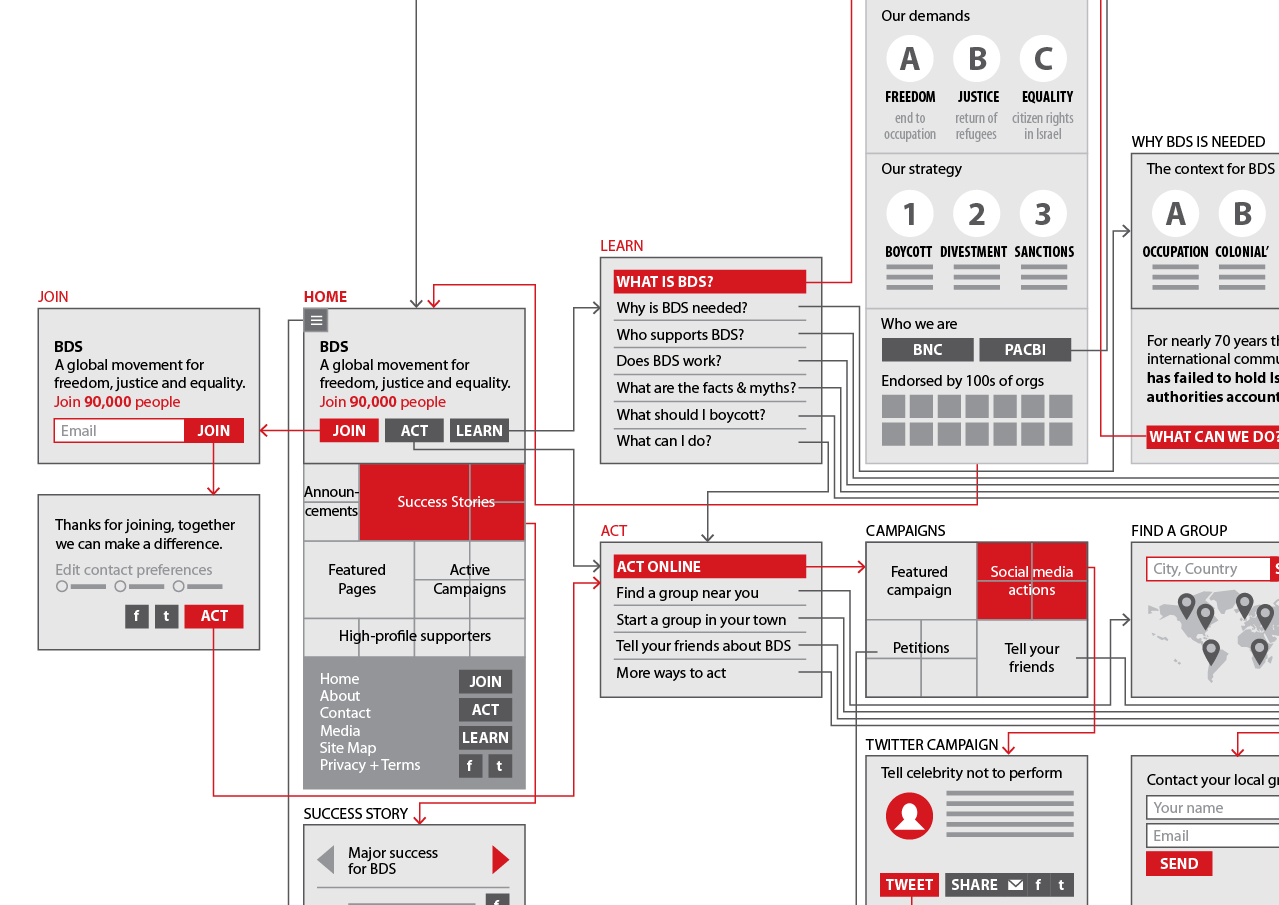 JOIN
BDS
A global movement for
freedom, justice and equality.
Join 90,000 people
Email
JOIN
Thanks for joining, together
we can make a difference.
Edit contact preferences
f
t
ACT
HOME
BDS
A global movement for
freedom, justice and equality.
Join 90,000 people
JOIN
ACT
LEARN
Announ-
cements
Success Stories
Featured
Pages
Active
Campaigns
High-profile supporters
Home
About
Contact
Media
Site Map
Privacy + Terms
JOIN
ACT
LEARN
f
t
SUCCESS STORY
Major success
for BDS
f
LEARN
WHAT IS BDS?
Why is BDS needed?
Who supports BDS?
Does BDS work?
What are the facts & myths?
What should I boycott?
What can I do?
ACT
ACT ONLINE
Find a group near you
Start a group in your town
Tell your friends about BDS
More ways to act
Our demands
A
B
C
FREEDOM
JUSTICE
EQUALITY
end to
occupation
return of
refugees
citizen rights
in Israel
Our strategy
1
2
3
BOYCOTT
DIVESTMENT
SANCTIONS
Who we are
BNC
PACBI
Endorsed by 100s of orgs
CAMPAIGNS
Featured
campaign
Social media
actions
Petitions
Tell your
friends
TWITTER CAMPAIGN
Tell celebrity not to perform
TWEET
SHARE
f
t
WHY BDS IS NEEDED
The context for BDS
A
B
OCCUPATION
COLONIAL’
For nearly 70 years th
international commu
has failed to hold Is
authorities account
WHAT CAN WE DO?
FIND A GROUP
City, Country
S
Contact your local gr
Your name
Email
SEND